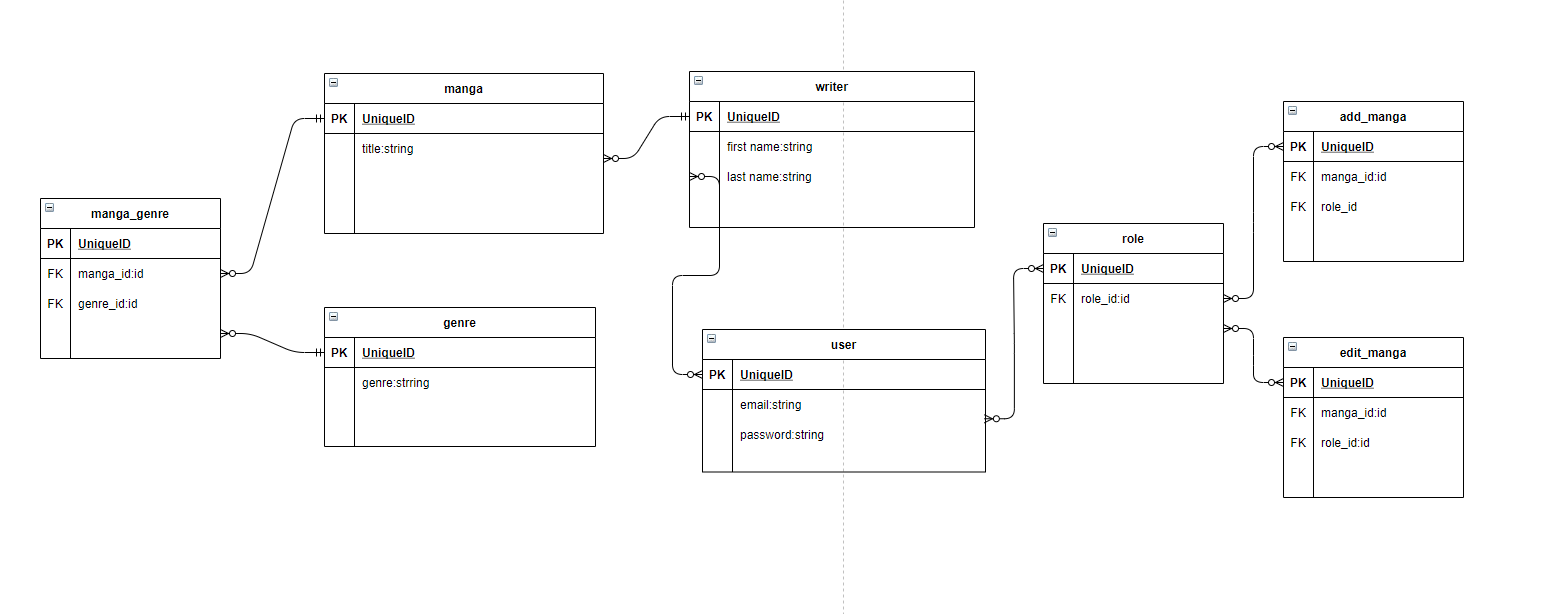 manga
PK UniqueID
title:string
writer
PK UniqueID
first name:string
last name:string
add_manga
PK UniqueID
FK manga_id:id
FK role_id
manga_genre
PK UniqueID
FK manga_id:id
FK genre_id:id
role
PK UniqueID
FK role_id:id
genre
PK UniqueID
genre:strring
user
PK UniqueID
email:string
password:string
edit_manga
PK UniqueID
FK manga_id:id
FK role_id:id